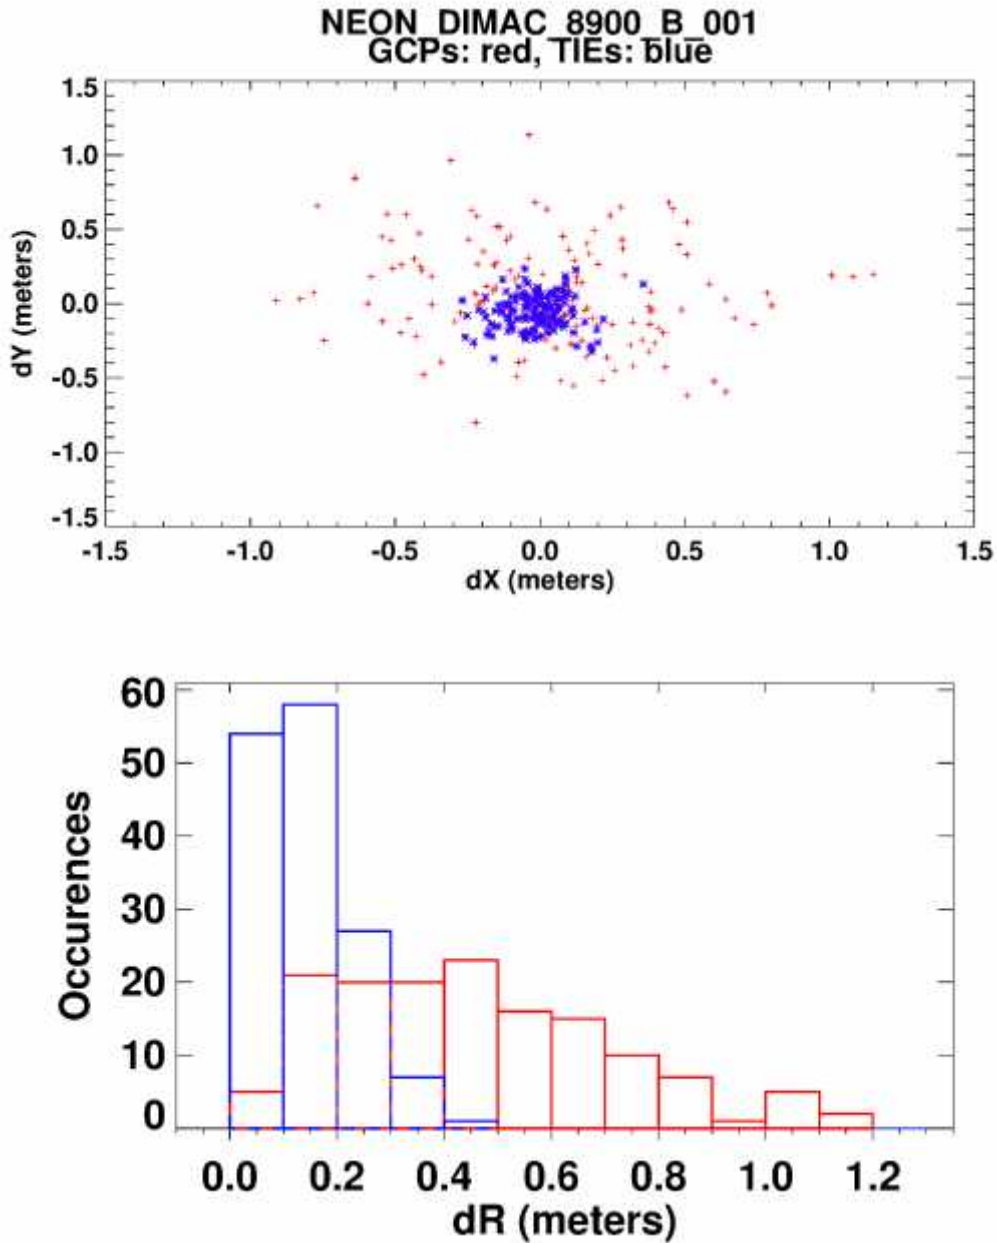 NEON_DIMAC_8900_B_001
GCPs: red, TIEs: blue
1.5
1.0
0.5
0.0
-0.5
-1.0
-1.5
dY (meters)
-1.5 -1.0 -0.5 0.0 0.5 1.0 1.5
dX (meters)
60
50
40
30
20
10
0
Occurences
0.0 0.2 0.4 0.6 0.8 1.0 1.2
dR (meters)